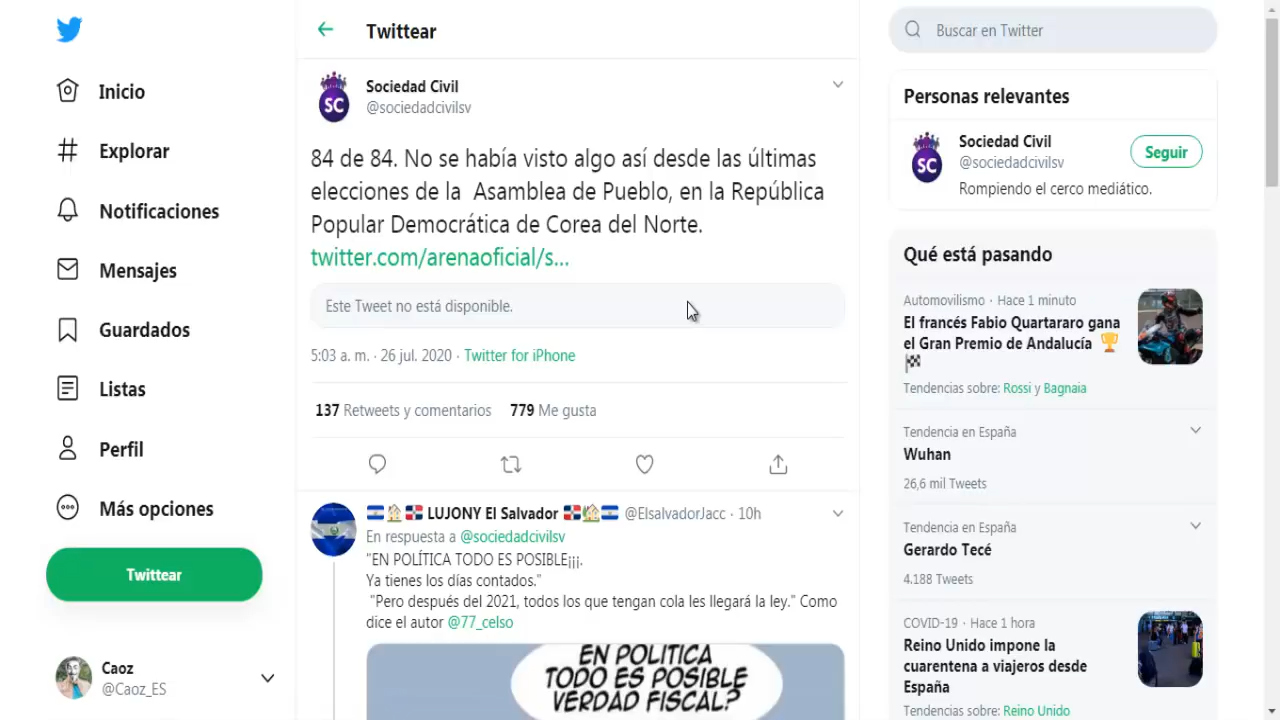 Inicio
Explorar
Notificaciones
Mensajes
Guardados
Listas
Perfil
Más opciones
Twittear
Caoz
@Caoz_ES
Twittear
SC
Sociedad Civil
@sociedadcivilsv
84 de 84. No se había visto algo así desde las últimas
elecciones de la Asamblea de Pueblo, en la República
Popular Democrática de Corea del Norte.
twitter.com/arenaoficial/s...
Este Tweet no está disponible.
5:03 a. m. · 26 jul. 2020 · Twitter for iPhone
137 Retweets y comentarios 779 Me gusta
LUJONY El Salvador @ElsalvadorJacc · 10h
En respuesta a @sociedadcivilsv
"EN POLÍTICA TODO ES POSIBLE¡¡¡.
Ya tienes los días contados."
"Pero después del 2021, todos los que tengan cola les llegará la ley." Como
dice el autor @77_celso
EN POLITICA
TODO ES POSIBLE
VERDAD FISCAL?
Buscar en Twitter
Personas relevantes
SC
Sociedad Civil
@sociedadcivilsv
Seguir
Rompiendo el cerco mediático.
Qué está pasando
Automovilismo · Hace 1 minuto
El francés Fabio Quartararo gana
el Gran Premio de Andalucía 🏆
🏁
Tendencias sobre: Rossi y Bagnaia
Tendencia en España
Wuhan
26,6 mil Tweets
Tendencia en España
Gerardo Tecé
4.188 Tweets
COVID-19 · Hace 1 hora
Reino Unido impone la
cuarentena a viajeros desde
España
Tendencias sobre: Reino Unido